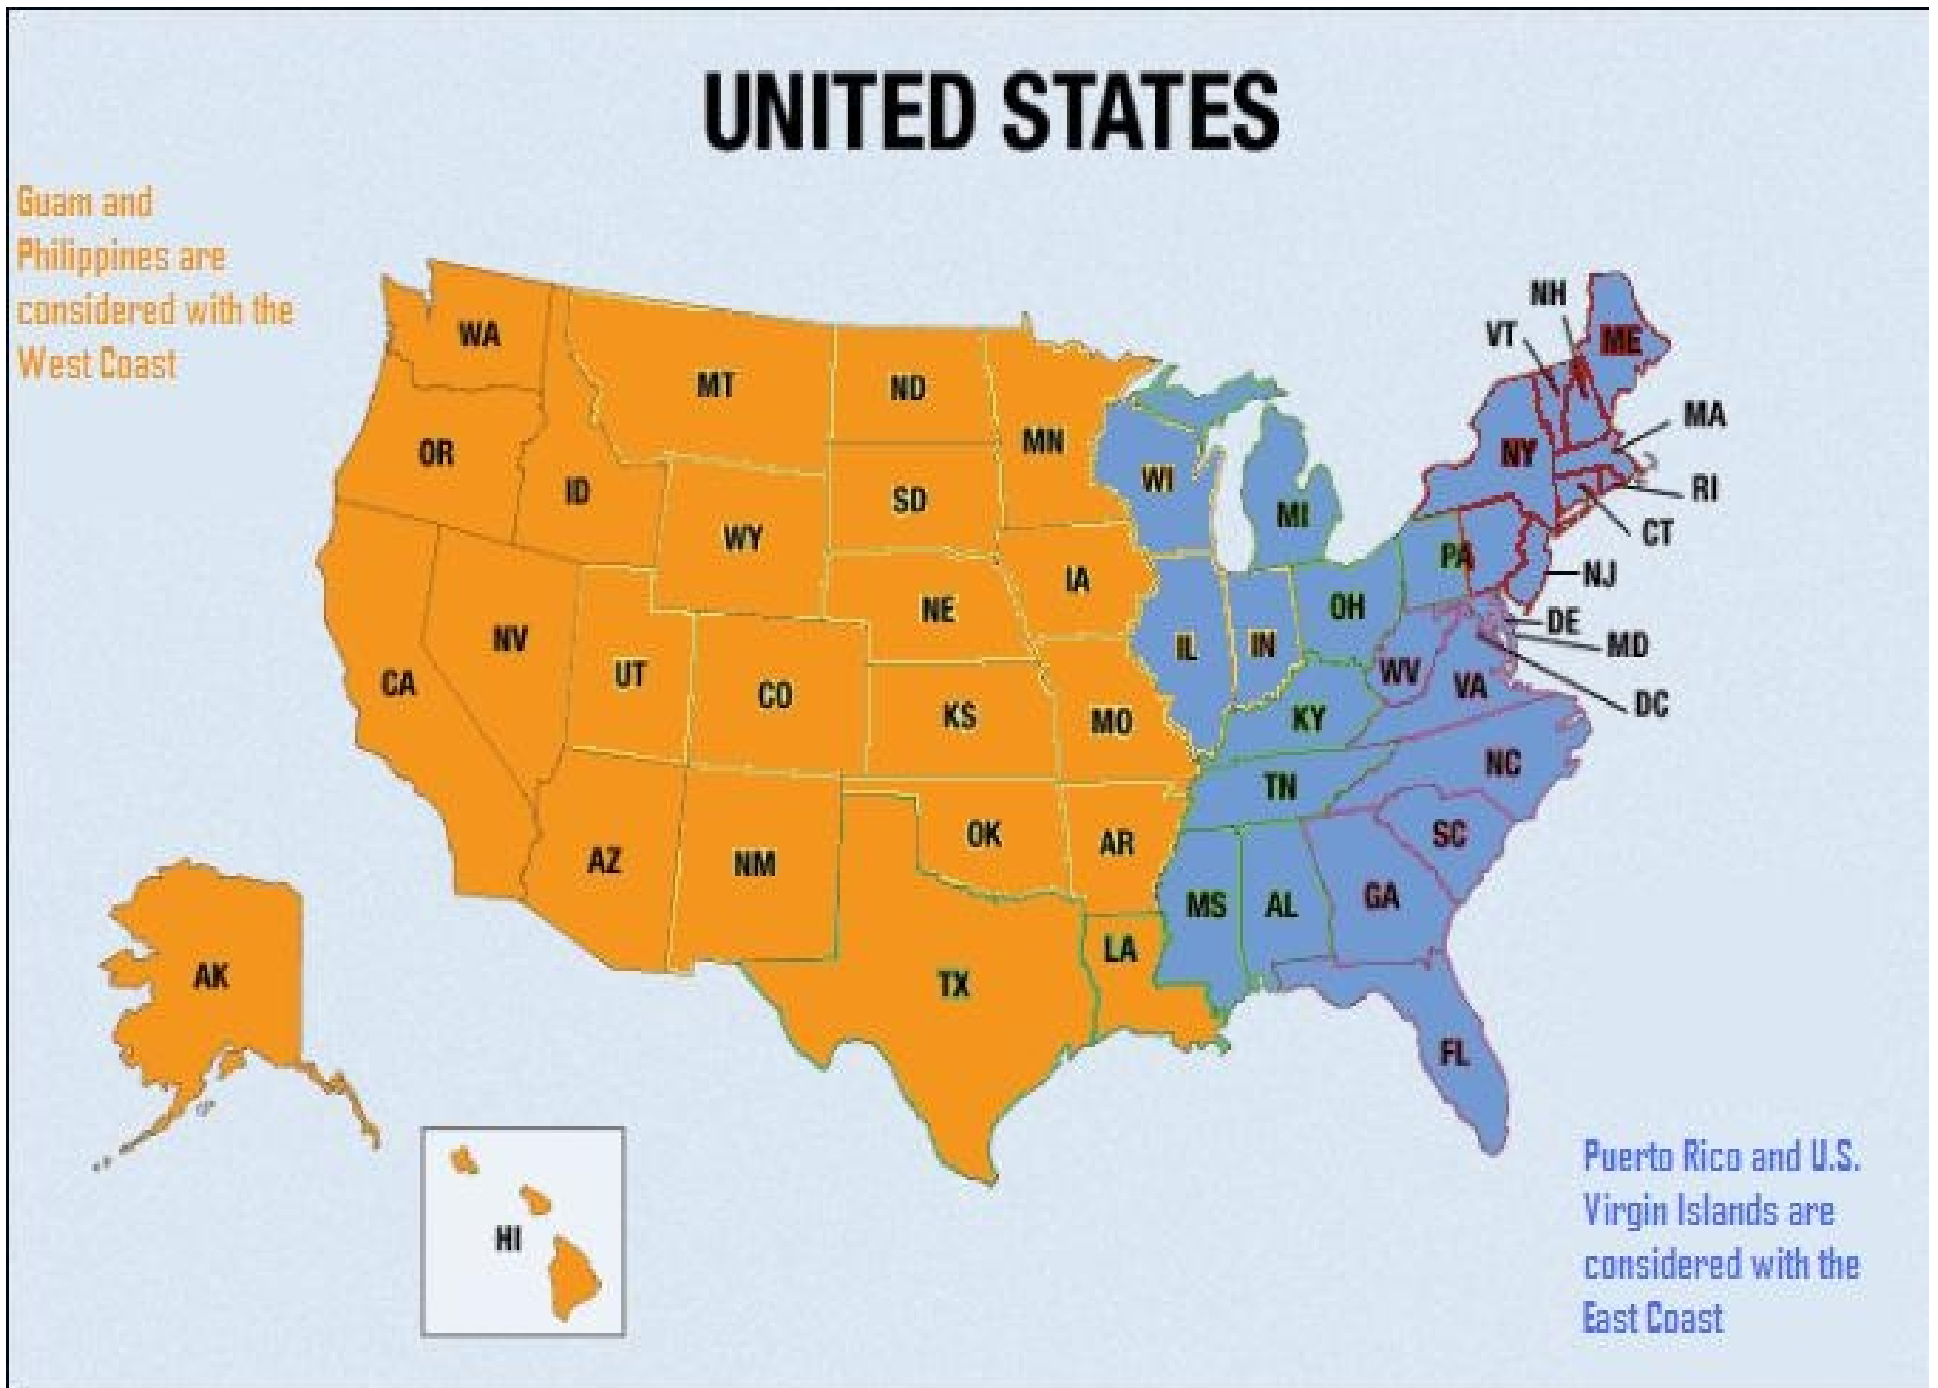 UNITED STATES
Guam and
Philippines are
considered with the
West Coast
NH
VT
ME
WA
MT
ND
MA
MN
NY
OR
WI
ID
RI
SD
MI
CT
WY
PA
NJ
IA
OH
NE
DE
NV
IL
IN
MD
UT
WV
CA
VA
CO
DC
KS
KY
MO
NC
TN
OK
SC
AR
AZ
NM
GA
MS
AL
LA
AK
TX
FL
HI
Puerto Rico and U.S.
Virgin Islands are
considered with the
East Coast